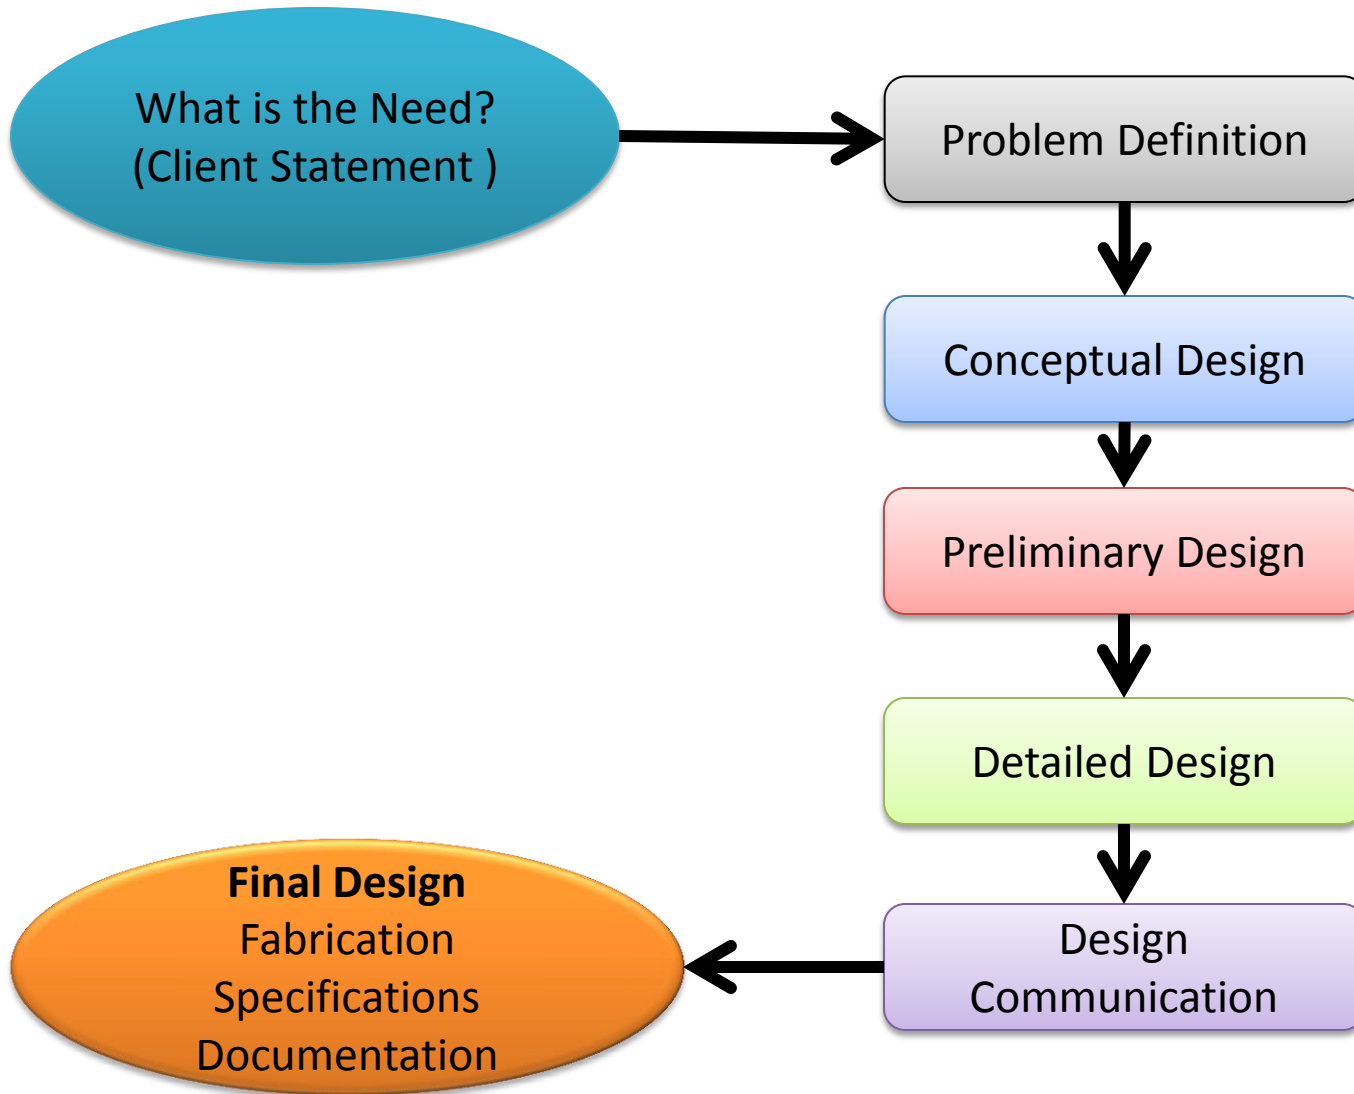 What is the Need?
(Client Statement )
Problem Definition
Conceptual Design
Preliminary Design
Detailed Design
Design
Communication
Final Design
Fabrication
Specifications
Documentation